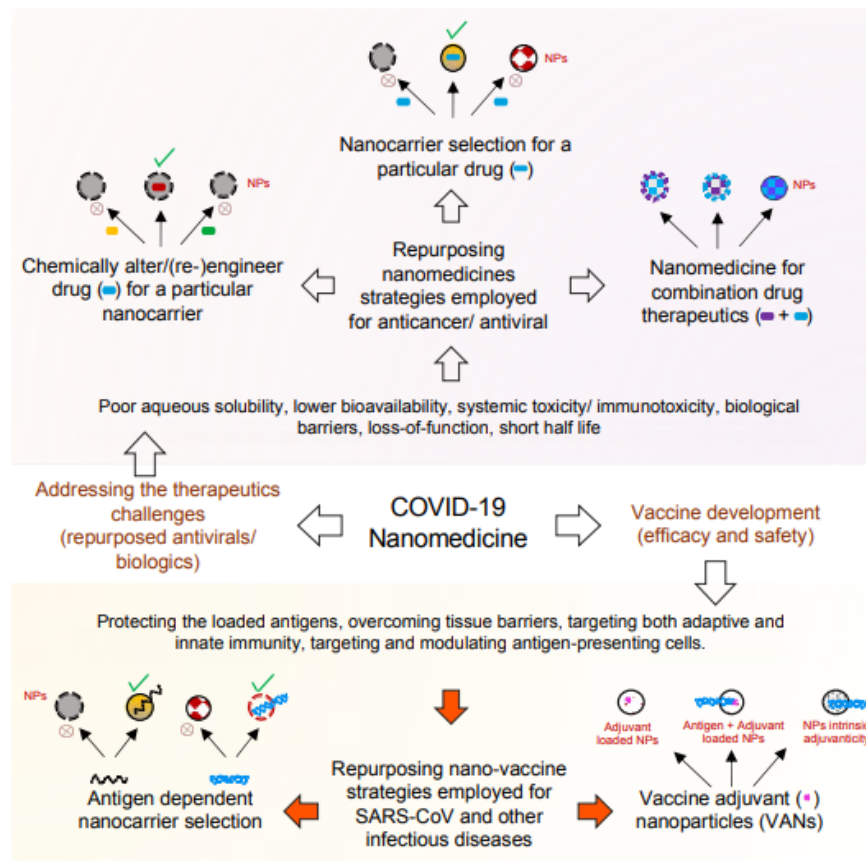 NPs
Nanocarrier selection for a
particular drug ( )
NPs
Chemically alter/(re-)engineer
drug ( ) for a particular
nanocarrier
Repurposing
nanomedicines
strategies employed
for anticancer/ antiviral
NPs
Nanomedicine for
combination drug
therapeutics ( + )
Poor aqueous solubility, lower bioavailability, systemic toxicity/ immunotoxicity, biological
barriers, loss-of-function, short half life
Addressing the therapeutics
challenges
(repurposed antivirals/
biologics)
COVID-19
Nanomedicine
Vaccine development
(efficacy and safety)
Protecting the loaded antigens, overcoming tissue barriers, targeting both adaptive and
innate immunity, targeting and modulating antigen-presenting cells.
NPs
Antigen dependent
nanocarrier selection
Repurposing nano-vaccine
strategies employed for
SARS-CoV and other
infectious diseases
Adjuvant
loaded NPs
Antigen + Adjuvant
loaded NPs
NPs intrinsic
adjuvanticity
Vaccine adjuvant ( )
nanoparticles (VANs)